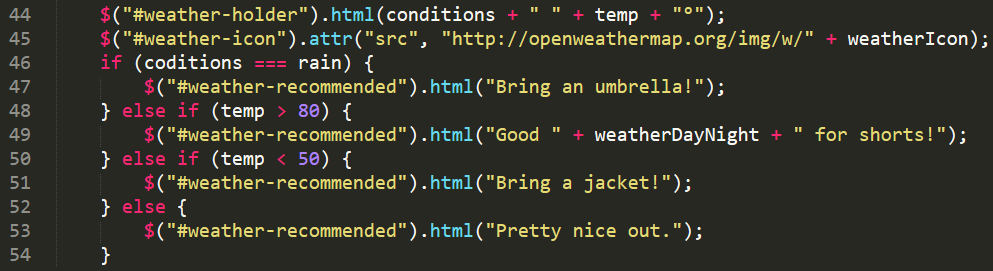 44 $("#weather-holder").html(conditions + " " + temp + "°");
45 $("#weather-icon").attr("src", "http://openweathermap.org/img/w/" + weatherIcon);
46 if (coditions === rain) {
47 $("#weather-recommended").html("Bring an umbrella!");
48 } else if (temp > 80) {
49 $("#weather-recommended").html("Good " + weatherDayNight + " for shorts!");
50 } else if (temp < 50) {
51 $("#weather-recommended").html("Bring a jacket!");
52 } else {
53 $("#weather-recommended").html("Pretty nice out.");
54 }